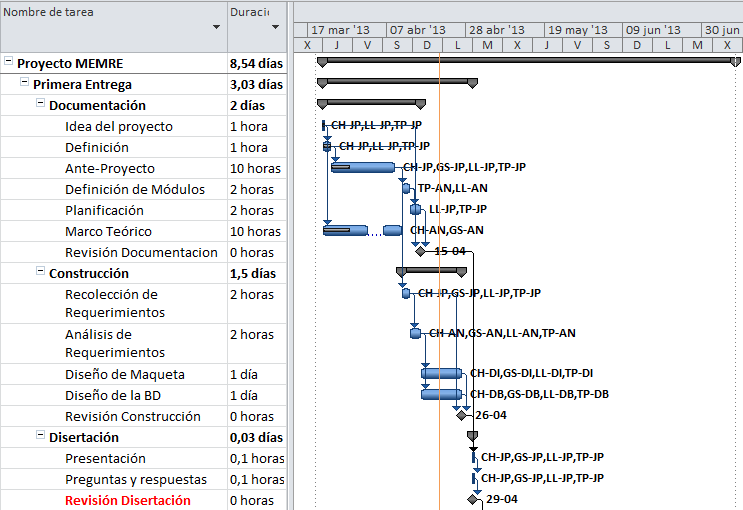 Nombre de tarea Duració
17 mar '13 07 abr '13 28 abr '13 19 may '13 09 jun '13 30 jun
X J V S D L M X J V S D L M X
Proyecto MEMRE 8,54 días
Primera Entrega 3,03 días
Documentación 2 días
Idea del proyecto 1 hora CH-JP,LL-JP,TP-JP
Definición 1 hora CH-JP,LL-JP,TP-JP
Ante-Proyecto 10 horas CH-JP,GS-JP,LL-JP,TP-JP
Definición de Módulos 2 horas TP-AN,LL-AN
Planificación 2 horas LL-JP,TP-JP
Marco Teórico 10 horas CH-AN,GS-AN
Revisión Documentacion 0 horas 15-04
Construcción 1,5 días
Recolección de 2 horas CH-JP,GS-JP,LL-JP,TP-JP
Requerimientos
Análisis de 2 horas CH-AN,GS-AN,LL-AN,TP-AN
Requerimientos
Diseño de Maqueta 1 día CH-DI,GS-DI,LL-DI,TP-DI
Diseño de la BD 1 día CH-DB,GS-DB,LL-DB,TP-DB
Revisión Construcción 0 horas 26-04
Disertación 0,03 días
Presentación 0,1 horas CH-JP,GS-JP,LL-JP,TP-JP
Preguntas y respuestas 0,1 horas CH-JP,GS-JP,LL-JP,TP-JP
Revisión Disertación 0 horas 29-04